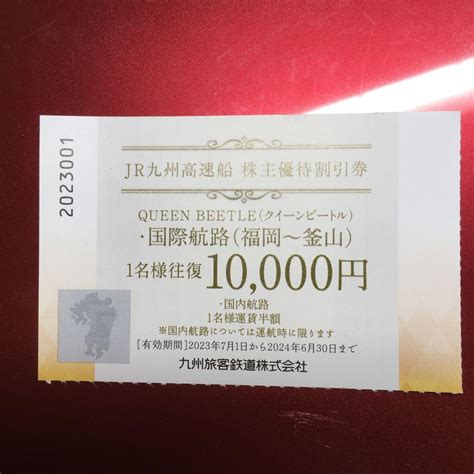 2023001
JR九州高速船 株主優待割引券
QUEEN BEETLE(クイーンビートル)
・国際航路(福岡～釜山)
1名様往復10,000円
・国内航路
1名様運賃半額
※国内航路については運航時に限ります
[有効期間]2023年7月1日から2024年6月30日まで
九州旅客鉄道株式会社